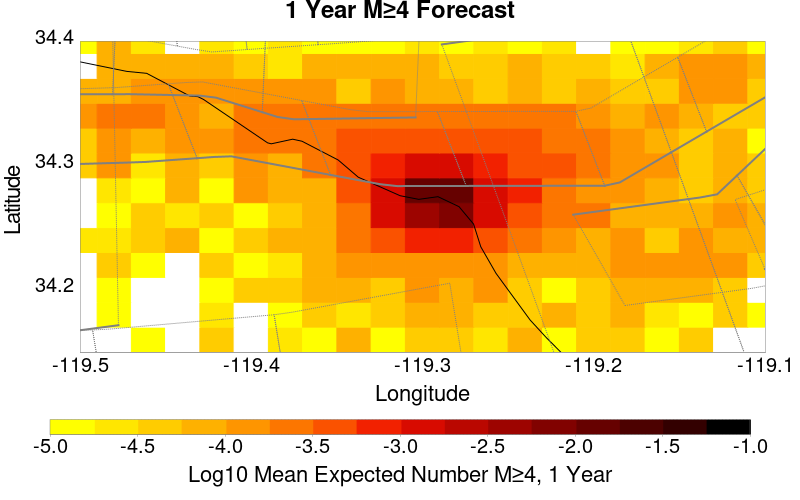 1 Year M≥4 Forecast
34.4
34.3
34.2
Latitude
-119.5 -119.4 -119.3 -119.2 -119.1
Longitude
-5.0 -4.5 -4.0 -3.5 -3.0 -2.5 -2.0 -1.5 -1.0
Log10 Mean Expected Number M≥4, 1 Year